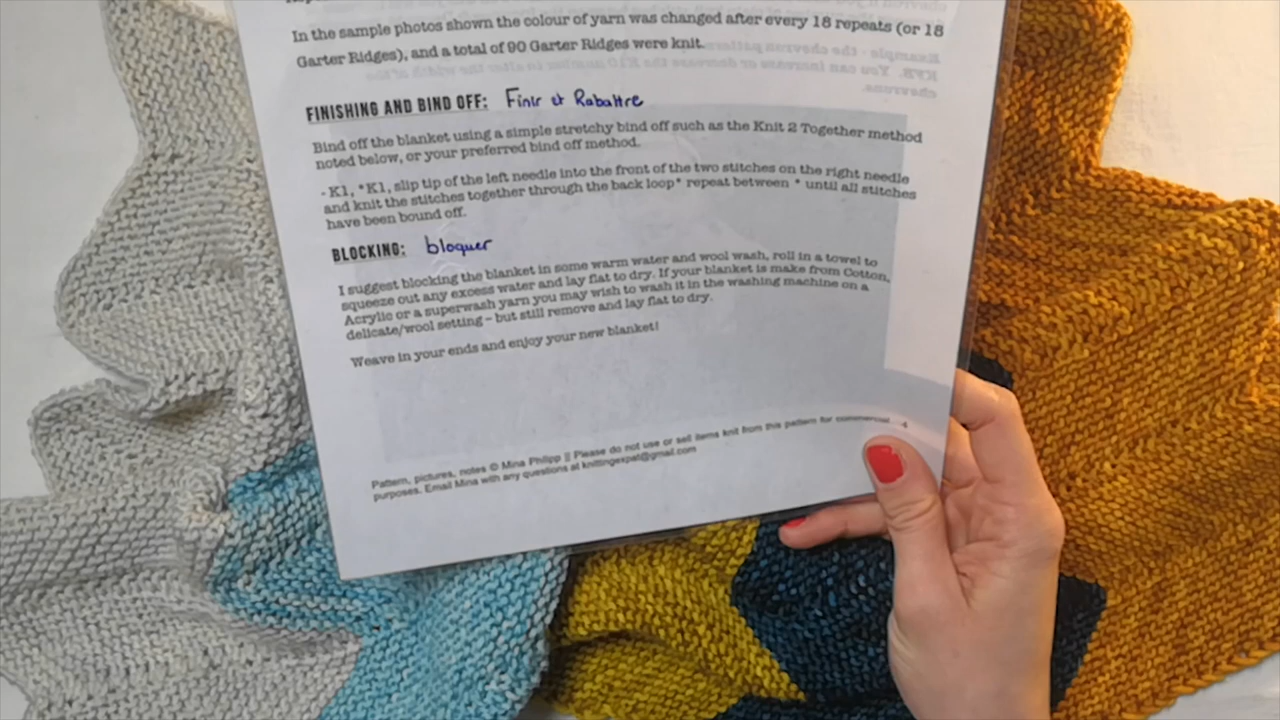 In the sample photos shown the colour of yarn was changed after every 18 repeats (or 18
Garter Ridges), and a total of 90 Garter Ridges were knit.
FINISHING AND BIND OFF: Finir et Rabattre
Bind off the blanket using a simple stretchy bind off such as the Knit 2 Together method
noted below, or your preferred bind off method.
- K1, *K1, slip tip of the left needle into the front of the two stitches on the right needle
and knit the stitches together through the back loop* repeat between * until all stitches
have been bound off.
BLOCKING: bloquer
I suggest blocking the blanket in some warm water and wool wash, roll in a towel to
squeeze out any excess water and lay flat to dry. If your blanket is make from Cotton,
Acrylic or a superwash yarn you may wish to wash it in the washing machine on a
delicate/wool setting – but still remove and lay flat to dry.
Weave in your ends and enjoy your new blanket!
Pattern, pictures, notes © Mina Philipp || Please do not use or sell items knit from this pattern for commercial 4
purposes. Email Mina with any questions at knittingexpat@gmail.com